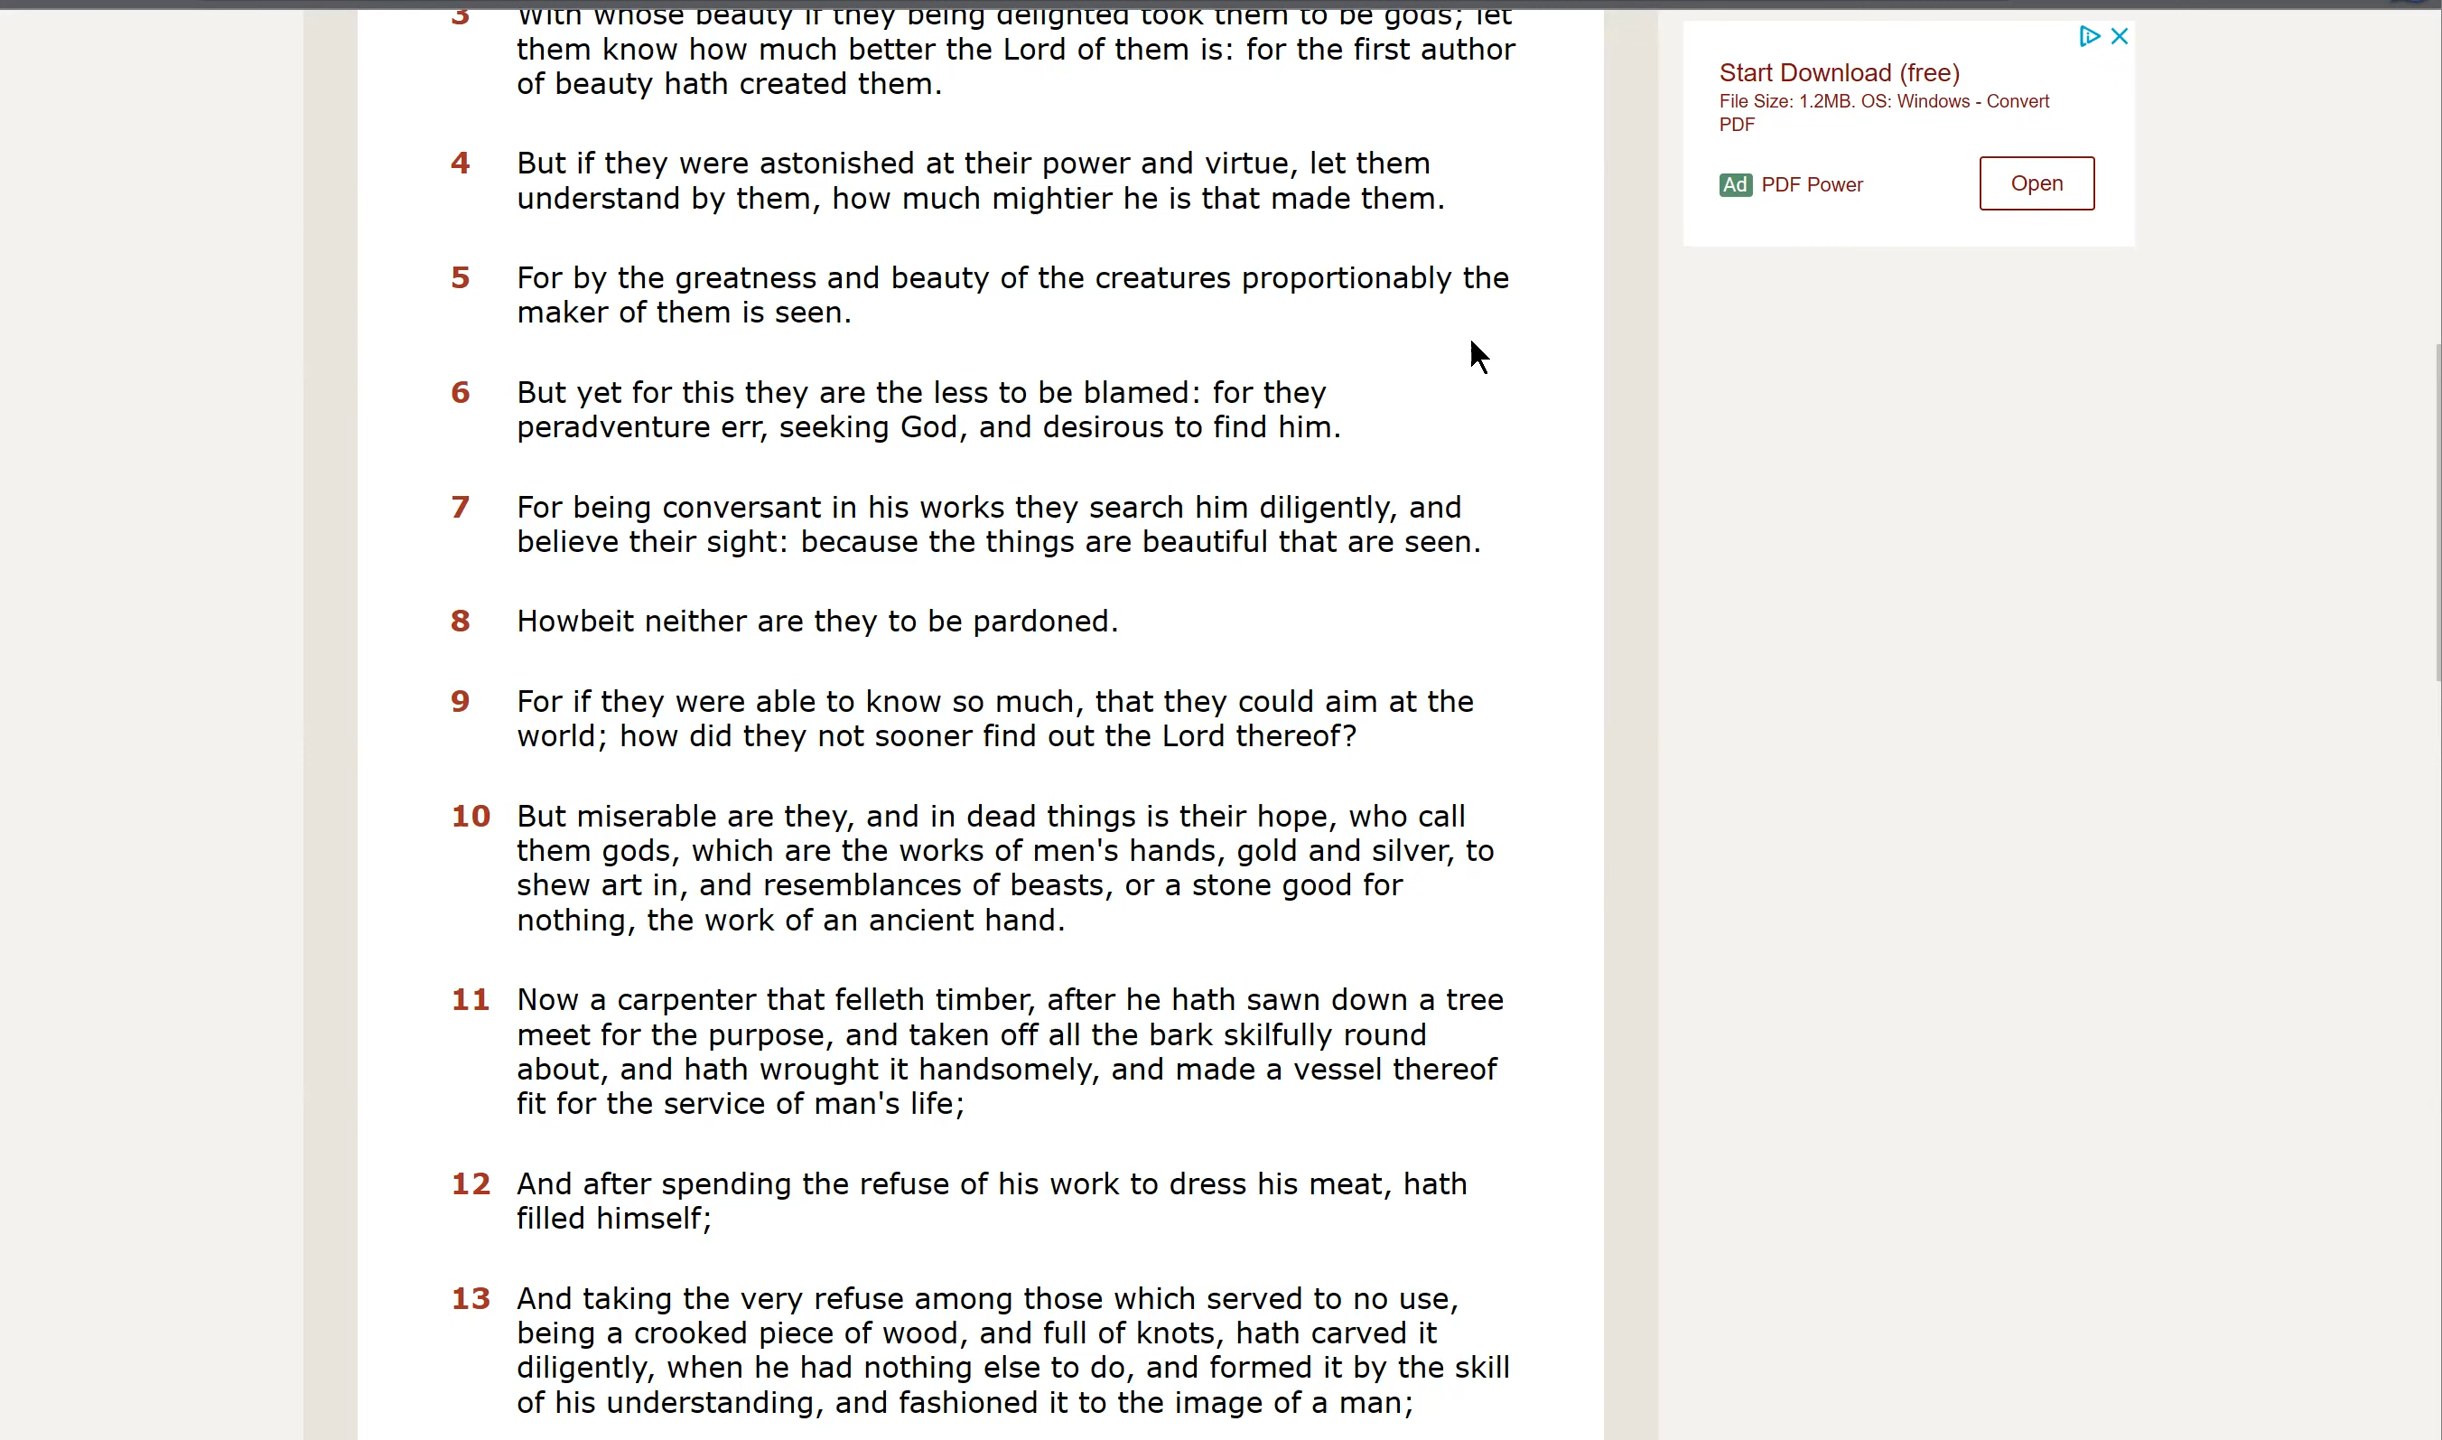 3 With whose beauty if they being delighted took them to be gods; let
them know how much better the Lord of them is: for the first author
of beauty hath created them.
4 But if they were astonished at their power and virtue, let them
understand by them, how much mightier he is that made them.
5 For by the greatness and beauty of the creatures proportionably the
maker of them is seen.
6 But yet for this they are the less to be blamed: for they
peradventure err, seeking God, and desirous to find him.
7 For being conversant in his works they search him diligently, and
believe their sight: because the things are beautiful that are seen.
8 Howbeit neither are they to be pardoned.
9 For if they were able to know so much, that they could aim at the
world; how did they not sooner find out the Lord thereof?
10 But miserable are they, and in dead things is their hope, who call
them gods, which are the works of men's hands, gold and silver, to
shew art in, and resemblances of beasts, or a stone good for
nothing, the work of an ancient hand.
11 Now a carpenter that felleth timber, after he hath sawn down a tree
meet for the purpose, and taken off all the bark skilfully round
about, and hath wrought it handsomely, and made a vessel thereof
fit for the service of man's life;
12 And after spending the refuse of his work to dress his meat, hath
filled himself;
13 And taking the very refuse among those which served to no use,
being a crooked piece of wood, and full of knots, hath carved it
diligently, when he had nothing else to do, and formed it by the skill
of his understanding, and fashioned it to the image of a man;
Start Download (free)
File Size: 1.2MB. OS: Windows - Convert
PDF
Ad PDF Power
Open